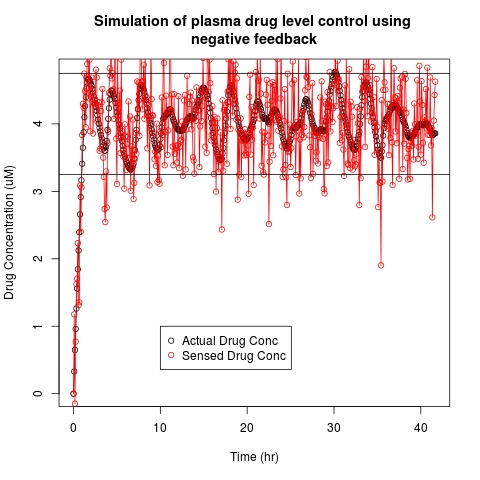 Simulation of plasma drug level control using
negative feedback
Drug Concentration (uM)
4
3
2
1
0
Actual Drug Conc
Sensed Drug Conc
0 10 20 30 40
Time (hr)